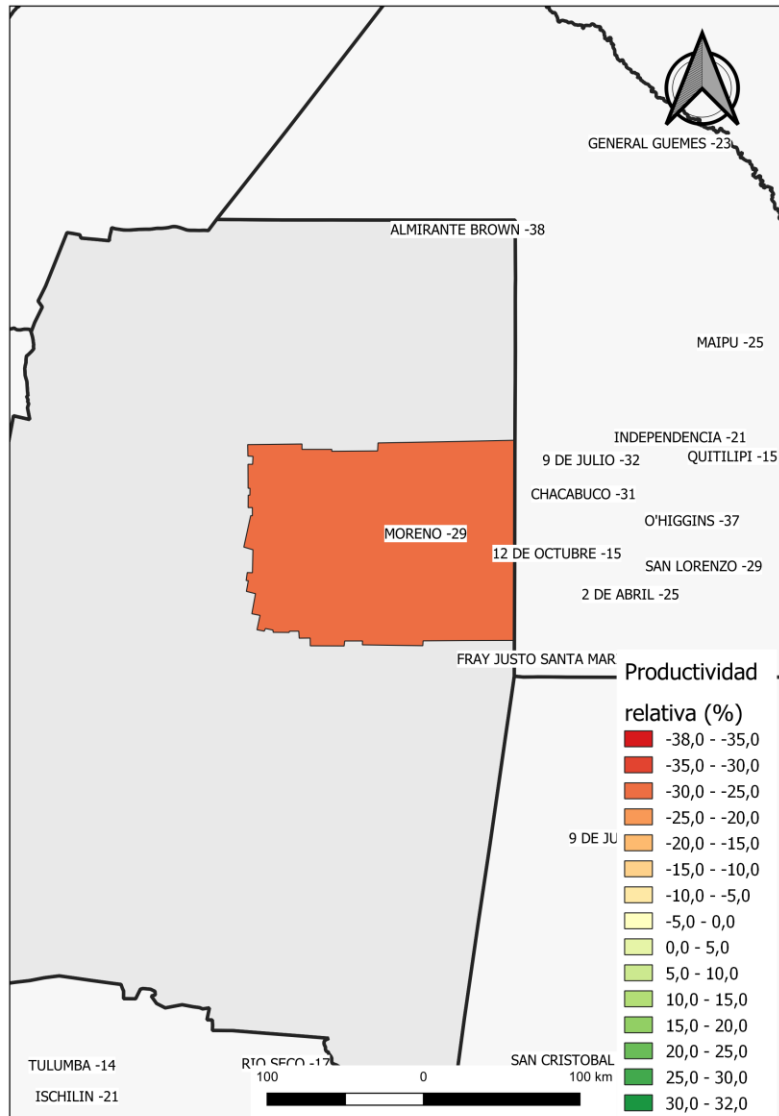 GENERAL GUEMES -23
ALMIRANTE BROWN -38
MAIPU -25
INDEPENDENCIA -21
QUITILIPI -15
9 DE JULIO -32
CHACABUCO -31
O'HIGGINS -37
MORENO -29
12 DE OCTUBRE -15
SAN LORENZO -29
2 DE ABRIL -25
FRAY JUSTO SANTA MAR
Productividad
relativa (%)
-38,0 - -35,0
-35,0 - -30,0
-30,0 - -25,0
-25,0 - -20,0
-20,0 - -15,0
-15,0 - -10,0
-10,0 - -5,0
-5,0 - 0,0
0,0 - 5,0
5,0 - 10,0
10,0 - 15,0
15,0 - 20,0
20,0 - 25,0
25,0 - 30,0
30,0 - 32,0
9 DE JU
SAN CRISTOBAL
TULUMBA -14
RIO SECO -17
ISCHILIN -21
100 0 100 km